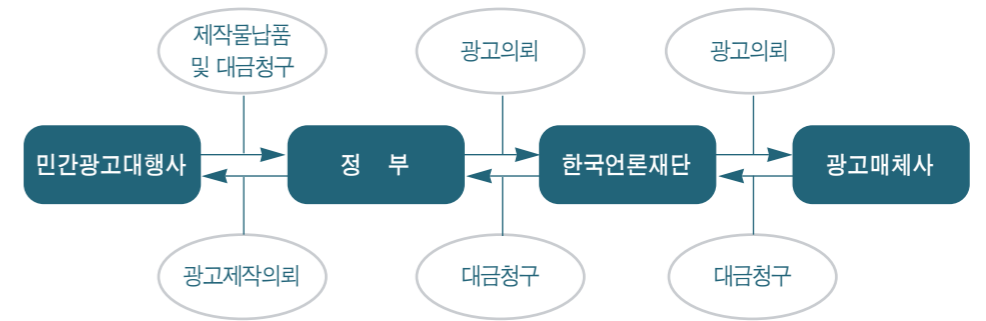 제작물납품
및 대금청구
광고의뢰
광고의뢰
민간광고대행사
정 부
한국언론재단
광고매체사
광고제작의뢰
대금청구
대금청구